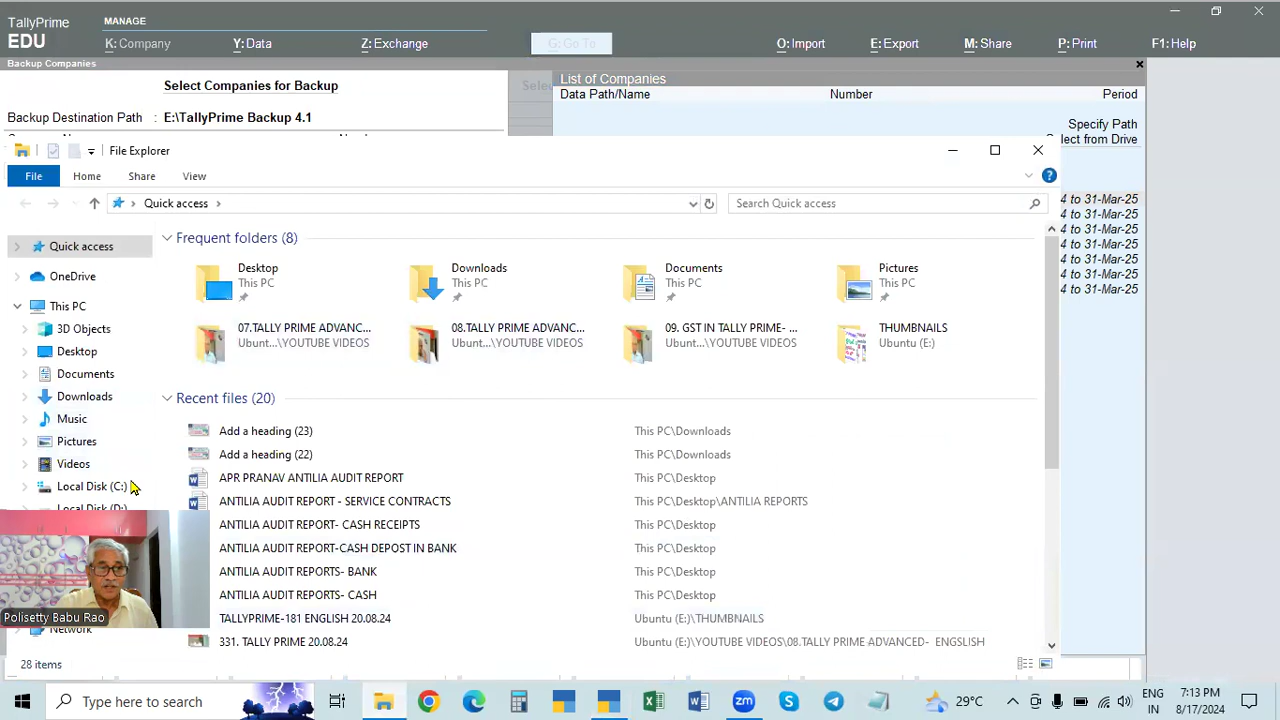 TallyPrime
MANAGE
EDU
K: Company
Y: Data
Z: Exchange
G: Go To
O: Import
E: Export
M: Share
P: Print
F1: Help
Backup Companies
Select Companies for Backup
List of Companies
Data Path/Name
Number
Period
Backup Destination Path : E:\TallyPrime Backup 4.1
Specify Path
elect from Drive
4 to 31-Mar-25
4 to 31-Mar-25
4 to 31-Mar-25
4 to 31-Mar-25
4 to 31-Mar-25
4 to 31-Mar-25
File Explorer
File
Home
Share
View
Quick access
Search Quick access
Quick access
OneDrive
This PC
3D Objects
Desktop
Documents
Downloads
Music
Pictures
Videos
Local Disk (C:)
Local Disk (D:)
Network
Frequent folders (8)
Desktop
This PC
Downloads
This PC
Documents
This PC
Pictures
This PC
07.TALLY PRIME ADVANC...
Ubunt...\YOUTUBE VIDEOS
08.TALLY PRIME ADVANC...
Ubunt...\YOUTUBE VIDEOS
09. GST IN TALLY PRIME- ...
Ubunt...\YOUTUBE VIDEOS
THUMBNAILS
Ubuntu (E:)
Recent files (20)
Add a heading (23) This PC\Downloads
Add a heading (22) This PC\Downloads
APR PRANAV ANTILIA AUDIT REPORT This PC\Desktop
ANTILIA AUDIT REPORT - SERVICE CONTRACTS This PC\Desktop\ANTILIA REPORTS
ANTILIA AUDIT REPORT- CASH RECEIPTS This PC\Desktop
ANTILIA AUDIT REPORT-CASH DEPOST IN BANK This PC\Desktop
ANTILIA AUDIT REPORTS- BANK This PC\Desktop
ANTILIA AUDIT REPORTS- CASH This PC\Desktop
TALLYPRIME-181 ENGLISH 20.08.24 Ubuntu (E:)\THUMBNAILS
331. TALLY PRIME 20.08.24 Ubuntu (E:)\YOUTUBE VIDEOS\08.TALLY PRIME ADVANCED- ENGSLISH
Polisetty Babu Rao
28 items
Type here to search
29°C
ENG
IN
7:13 PM
8/17/2024